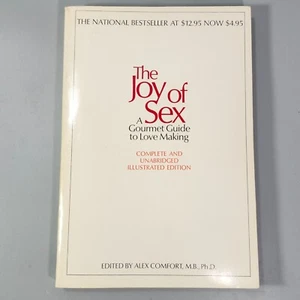 THE NATIONAL BESTSELLER AT $12.95 NOW $4.95
The
Joy of
Sex
A
Gourmet Guide
to Love Making
COMPLETE AND
UNABRIDGED
ILLUSTRATED EDITION
EDITED BY ALEX COMFORT, M.B., Ph.D.